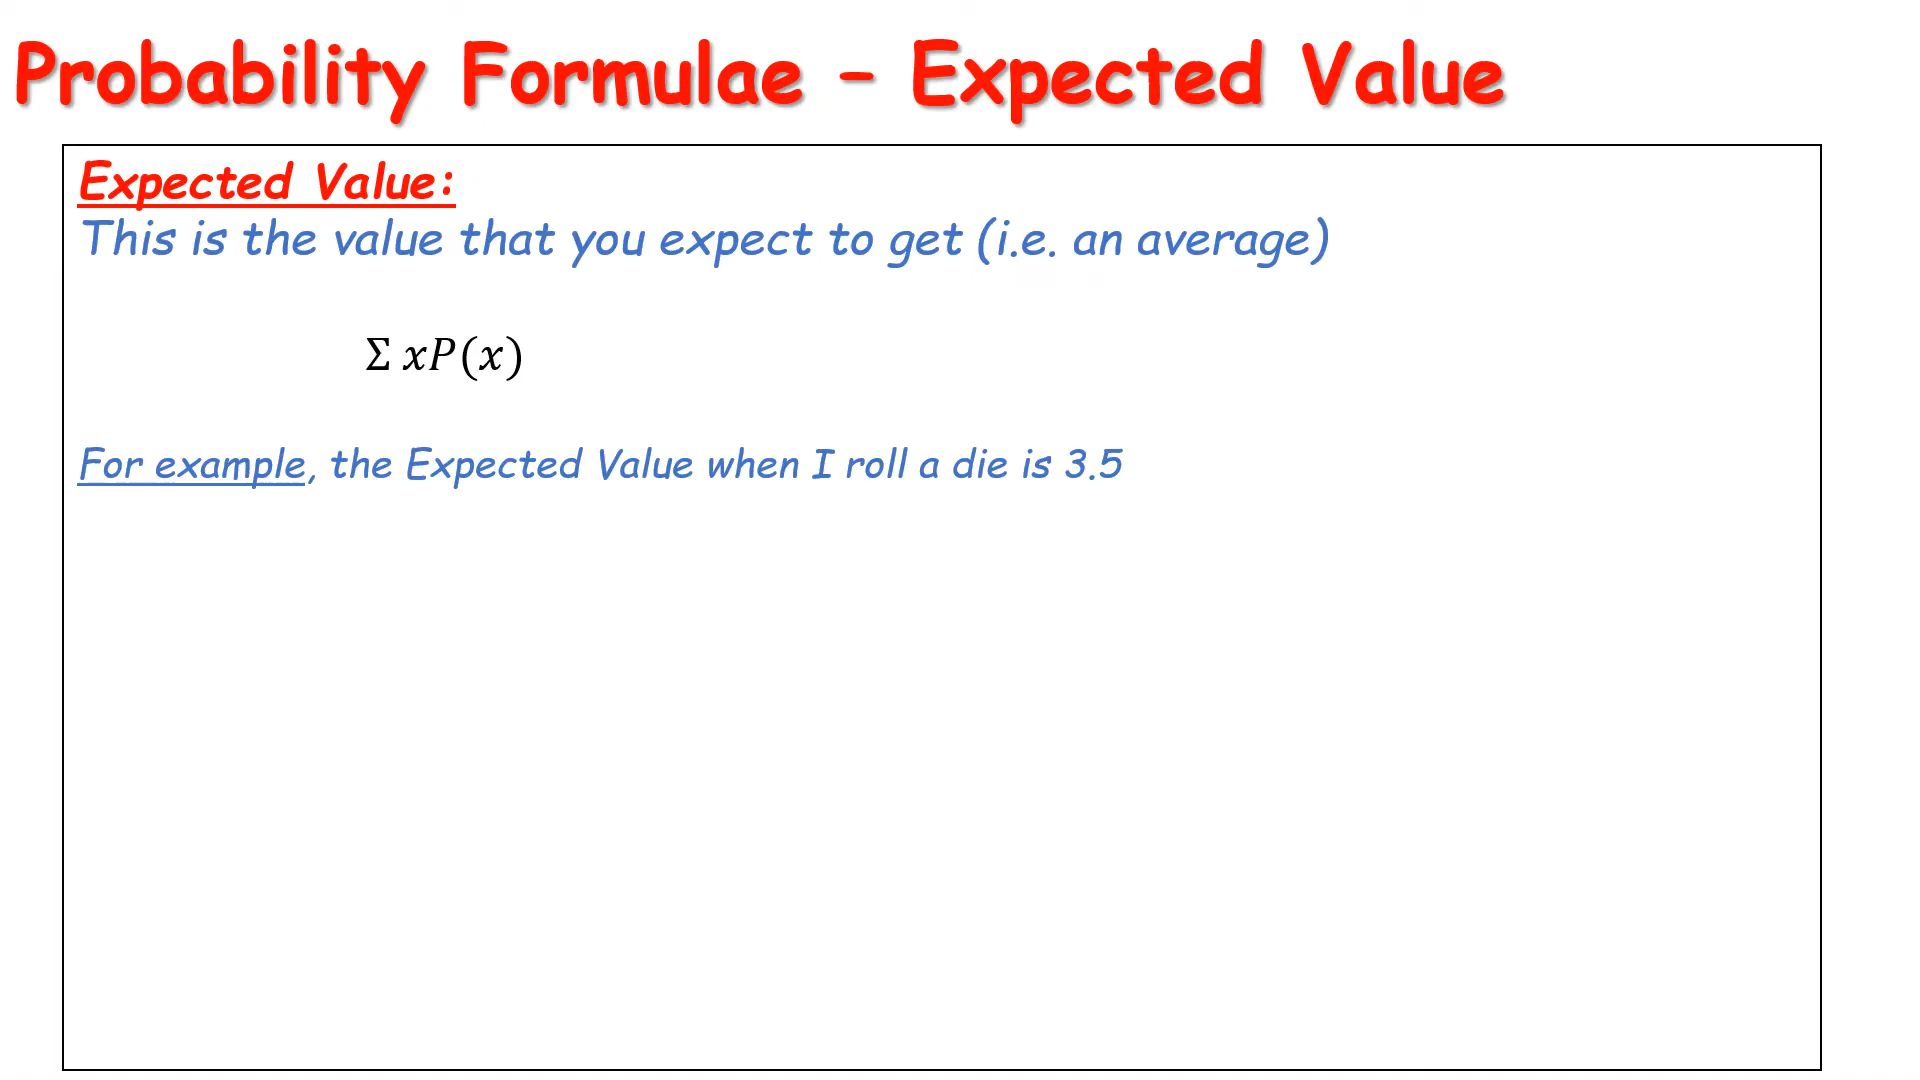 Probability Formulae – Expected Value
Expected Value:
This is the value that you expect to get (i.e. an average)
Σ xP(x)
For example, the Expected Value when I roll a die is 3.5